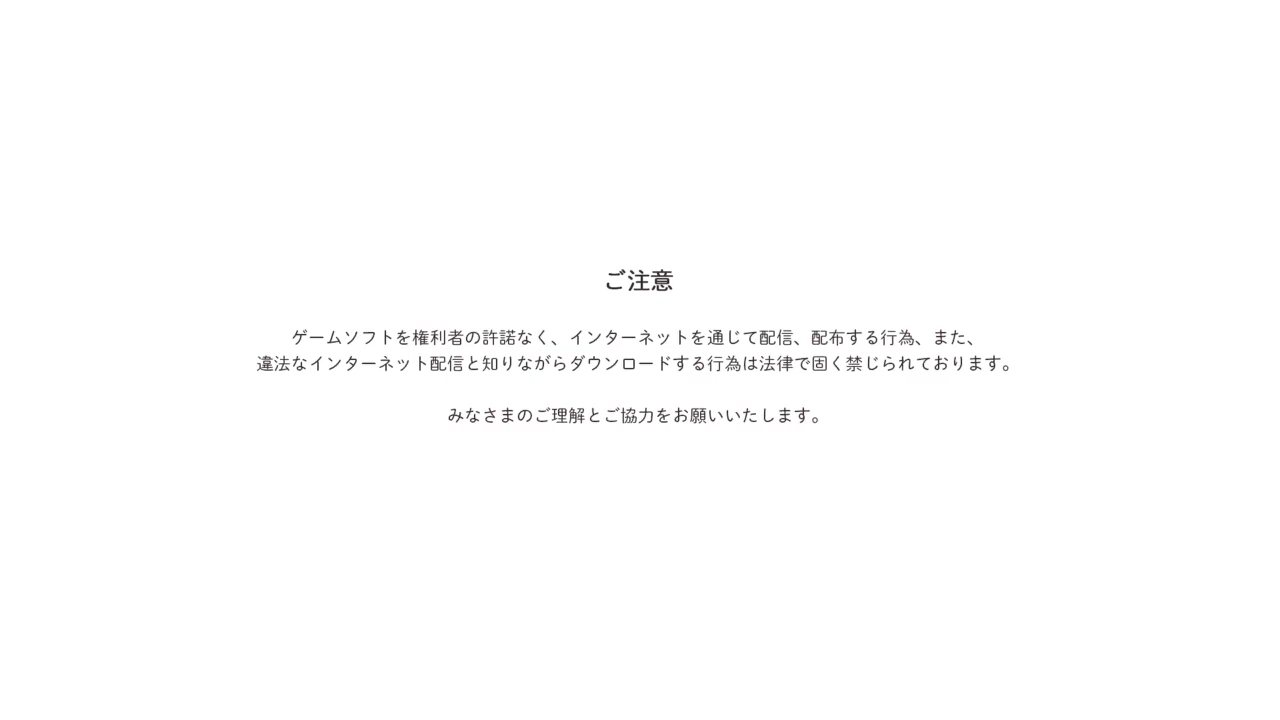 ご注意
ゲームソフトを権利者の許諾なく、インターネットを通じて配信、配布する行為、また、
違法なインターネット配信と知りながらダウンロードする行為は法律で固く禁じられております。
みなさまのご理解とご協力をお願いいたします。